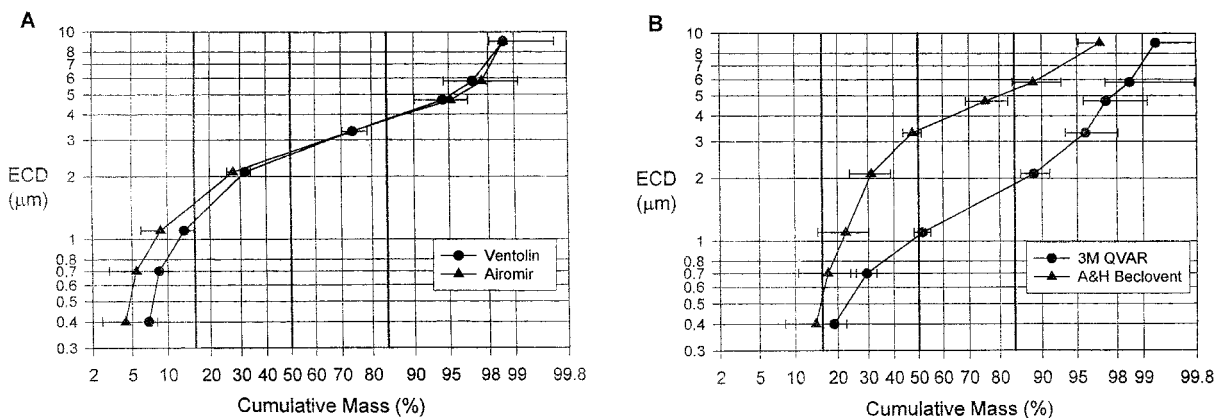 A
10
8
7
6
5
4
3
2
1
0.8
0.7
0.5
0.4
0.3
ECD
(μm)
Ventolin
Airomir
2 5 10 20 30 40 50 60 70 80 90 95 98 99 99.8
Cumulative Mass (%)
B
10
8
7
6
5
4
3
2
1
0.8
0.7
0.6
0.5
0.4
0.3
ECD
(μm)
3M QVAR
A&H Beclovent
2 5 10 20 30 40 50 60 70 80 90 95 98 99 99.8
Cumulative Mass (%)